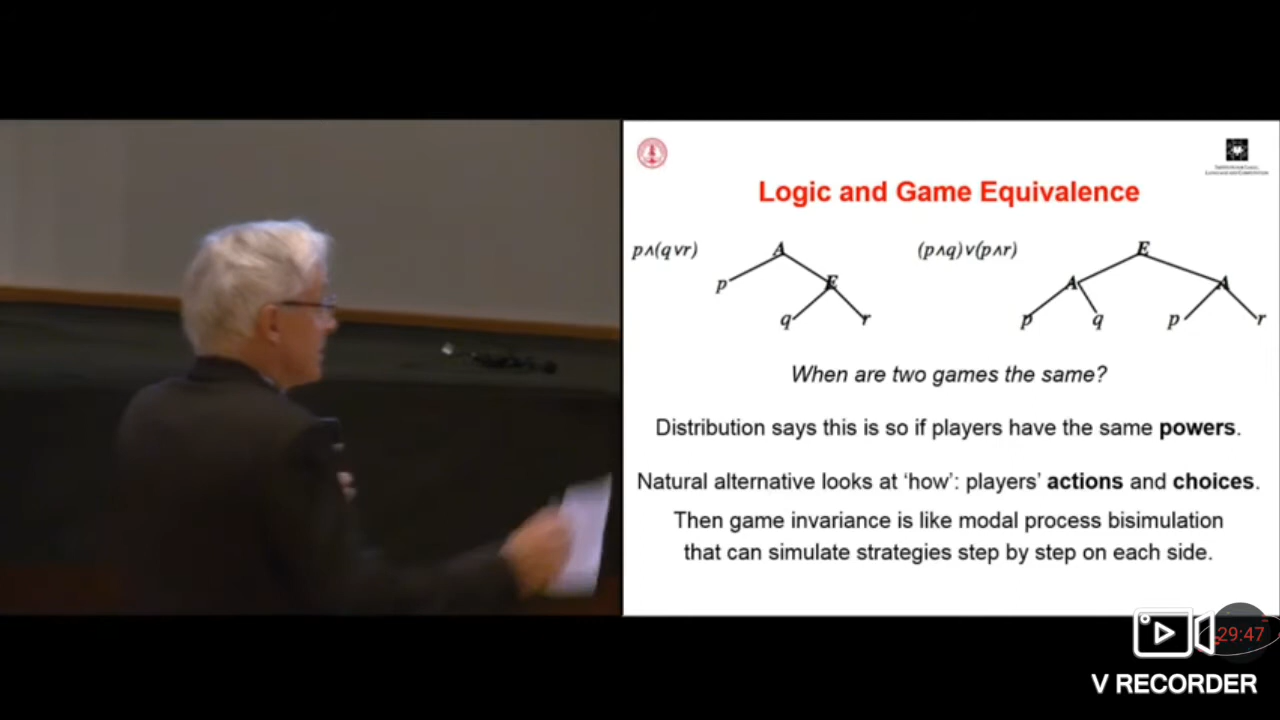 Logic and Game Equivalence
p∧(q∨r)
A
(p∧q)∨(p∧r)
E
p
E
A
A
q
r
p
q
p
r
When are two games the same?
Distribution says this is so if players have the same powers.
Natural alternative looks at ‘how’: players’ actions and choices.
Then game invariance is like modal process bisimulation
that can simulate strategies step by step on each side.
29:47
V RECORDER